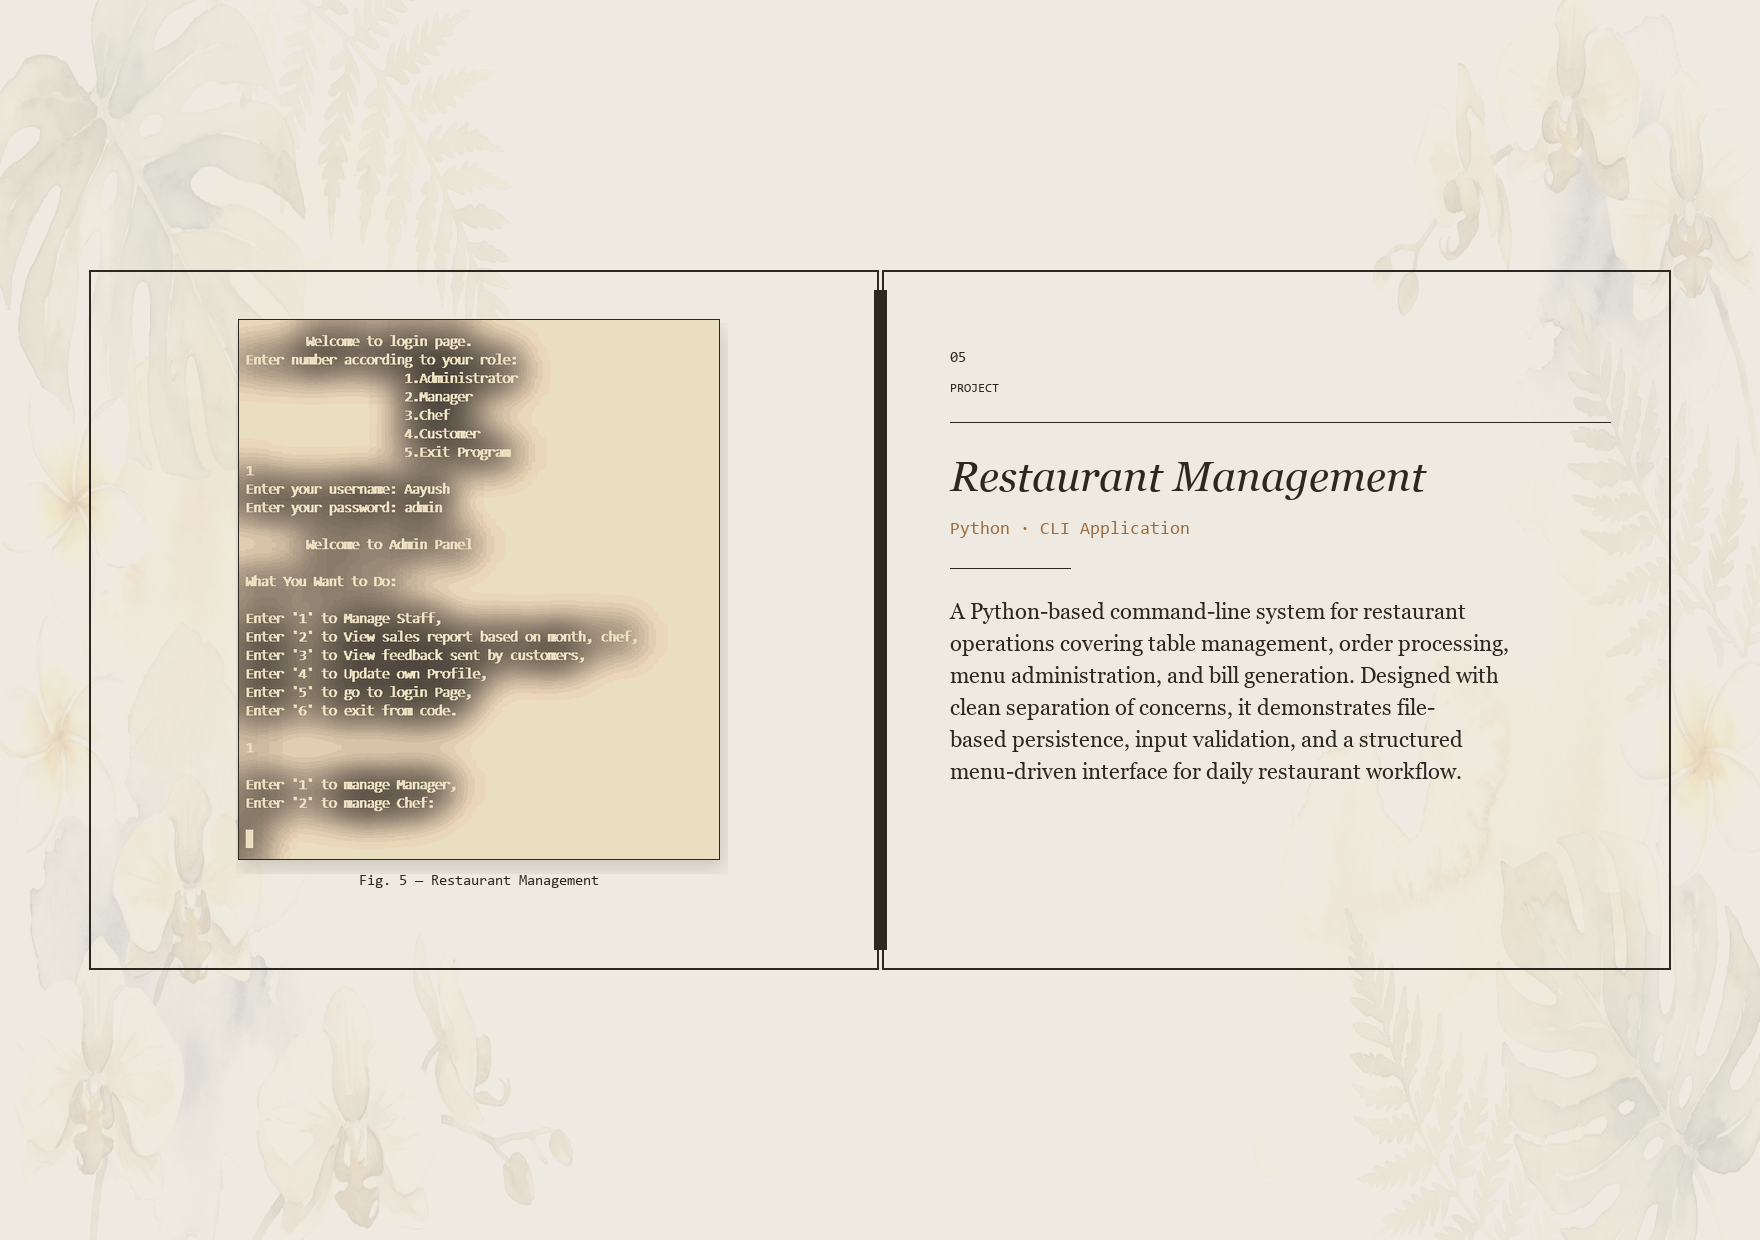 Welcome to login page.
Enter number according to your role:
1.Administrator
2.Manager
3.Chef
4.Customer
5.Exit Program
1
Enter your username: Aayush
Enter your password: admin
Welcome to Admin Panel
What You Want to Do:
Enter '1' to Manage Staff,
Enter '2' to View sales report based on month, chef,
Enter '3' to View feedback sent by customers,
Enter '4' to Update own Profile,
Enter '5' to go to login Page,
Enter '6' to exit from code.
1
Enter '1' to manage Manager,
Enter '2' to manage Chef:
Fig. 5 — Restaurant Management
05
PROJECT
Restaurant Management
Python · CLI Application
A Python-based command-line system for restaurant
operations covering table management, order processing,
menu administration, and bill generation. Designed with
clean separation of concerns, it demonstrates file-
based persistence, input validation, and a structured
menu-driven interface for daily restaurant workflow.